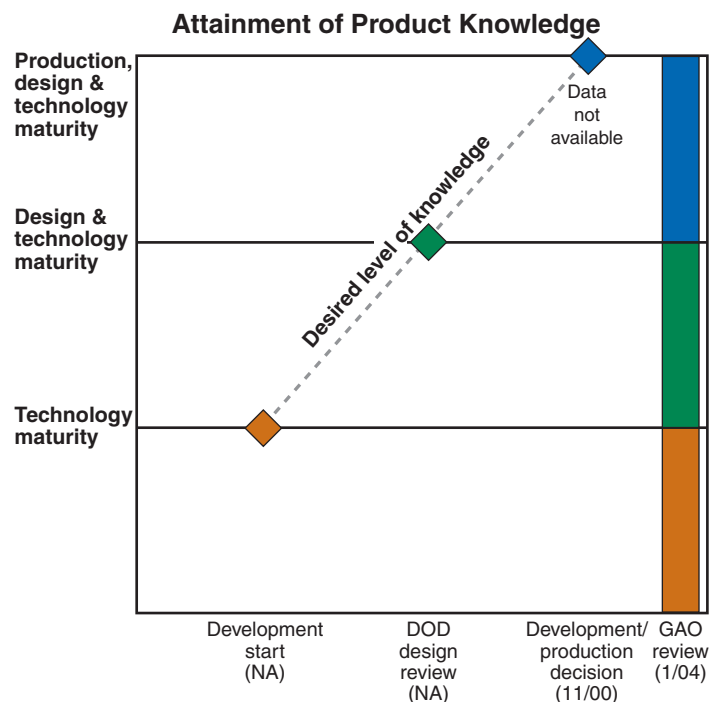 Attainment of Product Knowledge
Production,
design &
technology
maturity
Data
not
available
Desired level of knowledge
Design &
technology
maturity
Technology
maturity
Development
start
(NA)
DOD
design
review
(NA)
Development/
production
decision
(11/00)
GAO
review
(1/04)